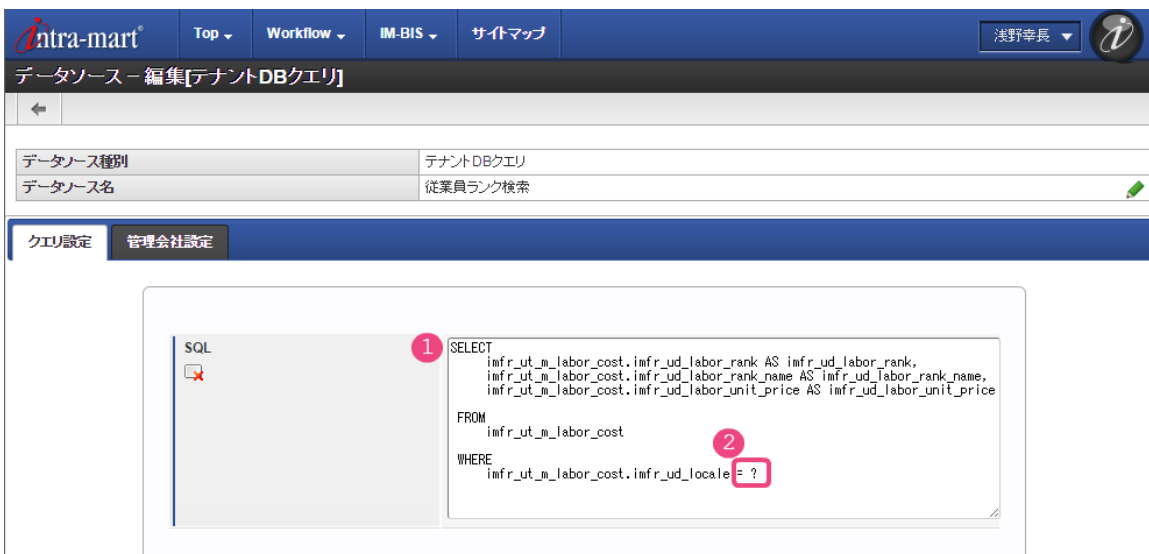 intra-mart® Top Workflow IM-BIS サイトマップ 浅野幸長
データソース－編集[テナントDBクエリ]
データソース種別 テナントDBクエリ
データソース名 従業員ランク検索
クエリ設定 管理会社設定
SQL
1
SELECT
imfr_ut_m_labor_cost.imfr_ud_labor_rank AS imfr_ud_labor_rank,
imfr_ut_m_labor_cost.imfr_ud_labor_rank_name AS imfr_ud_labor_rank_name,
imfr_ut_m_labor_cost.imfr_ud_labor_unit_price AS imfr_ud_labor_unit_price
FROM
imfr_ut_m_labor_cost
2
WHERE
imfr_ut_m_labor_cost.imfr_ud_locale = ?